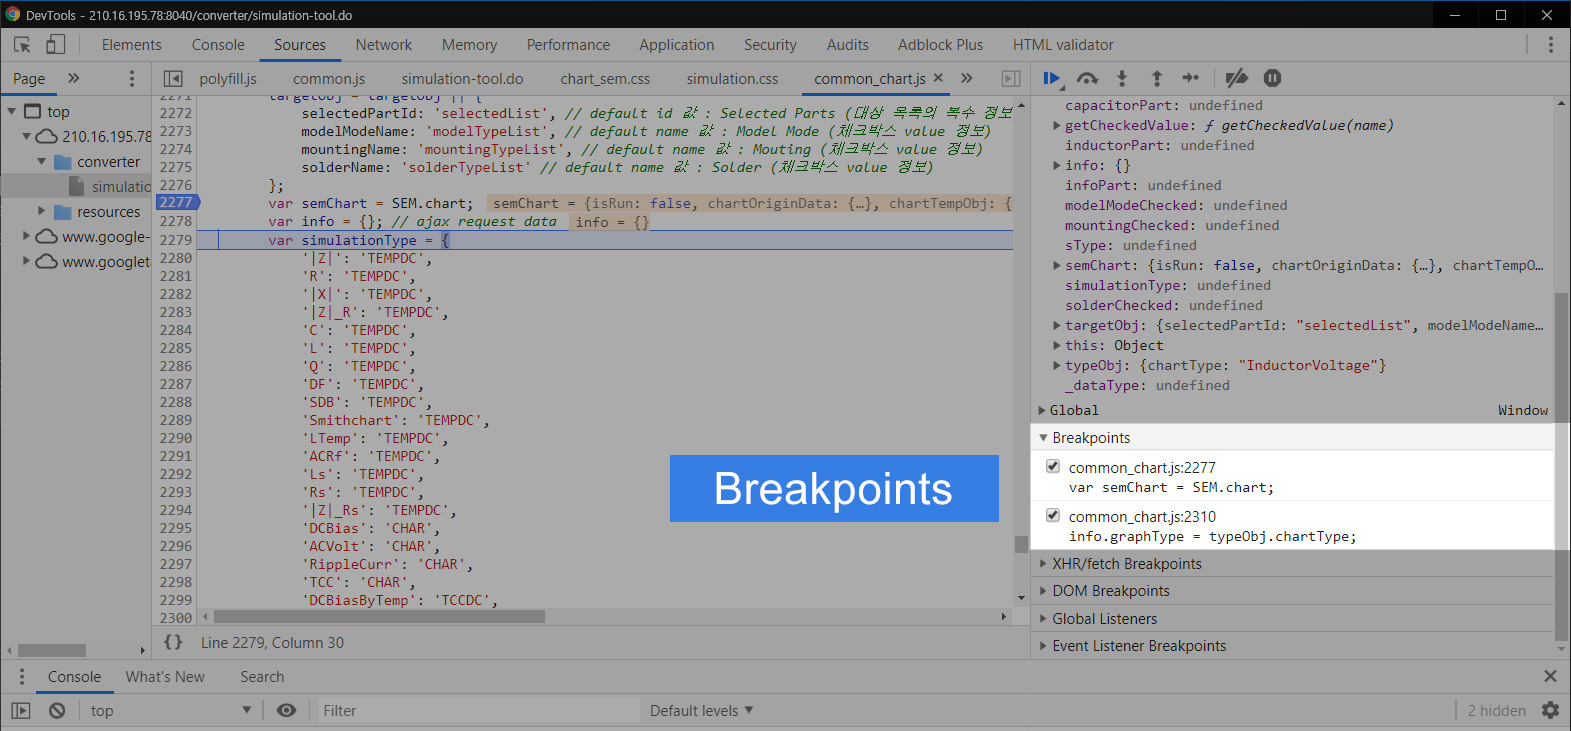 DevTools - 210.16.195.78:8040/converter/simulation-tool.do
Elements Console Sources Network Memory Performance Application Security Audits Adblock Plus HTML validator
Page
polyfill.js common.js simulation-tool.do chart_sem.css simulation.css common_chart.js
top
210.16.195.78
converter
simulatio
resources
www.google-
www.googleta
2271 targetObj = targetObj || {
2272 selectedPartId: 'selectedList', // default id 값 : Selected Parts (대상 목록의 복수 정보
2273 modelModeName: 'modelTypeList', // default name 값 : Model Mode (체크박스 value 정보)
2274 mountingName: 'mountingTypeList', // default name 값 : Mouting (체크박스 value 정보)
2275 solderName: 'solderTypeList' // default name 값 : Solder (체크박스 value 정보)
2276 };
2277 var semChart = SEM.chart; semChart = {isRun: false, chartOriginData: {…}, chartTempObj: {
2278 var info = {}; // ajax request data info = {}
2279 var simulationType = {
2280 '|Z|': 'TEMPDC',
2281 'R': 'TEMPDC',
2282 '|X|': 'TEMPDC',
2283 '|Z|_R': 'TEMPDC',
2284 'C': 'TEMPDC',
2285 'L': 'TEMPDC',
2286 'Q': 'TEMPDC',
2287 'DF': 'TEMPDC',
2288 'SDB': 'TEMPDC',
2289 'Smithchart': 'TEMPDC',
2290 'LTemp': 'TEMPDC',
2291 'ACRf': 'TEMPDC',
2292 'Ls': 'TEMPDC',
2293 'Rs': 'TEMPDC',
2294 '|Z|_Rs': 'TEMPDC',
2295 'DCBias': 'CHAR',
2296 'ACVolt': 'CHAR',
2297 'RippleCurr': 'CHAR',
2298 'TCC': 'CHAR',
2299 'DCBiasByTemp': 'TCCDC',
2300
{} Line 2279, Column 30
Breakpoints
capacitorPart: undefined
getCheckedValue: ƒ getCheckedValue(name)
inductorPart: undefined
info: {}
infoPart: undefined
modelModeChecked: undefined
mountingChecked: undefined
sType: undefined
semChart: {isRun: false, chartOriginData: {…}, chartTempO…
simulationType: undefined
solderChecked: undefined
targetObj: {selectedPartId: "selectedList", modelModeName…
this: Object
typeObj: {chartType: "InductorVoltage"}
_dataType: undefined
Global Window
Breakpoints
common_chart.js:2277
var semChart = SEM.chart;
common_chart.js:2310
info.graphType = typeObj.chartType;
XHR/fetch Breakpoints
DOM Breakpoints
Global Listeners
Event Listener Breakpoints
Console What's New Search
top Filter Default levels 2 hidden